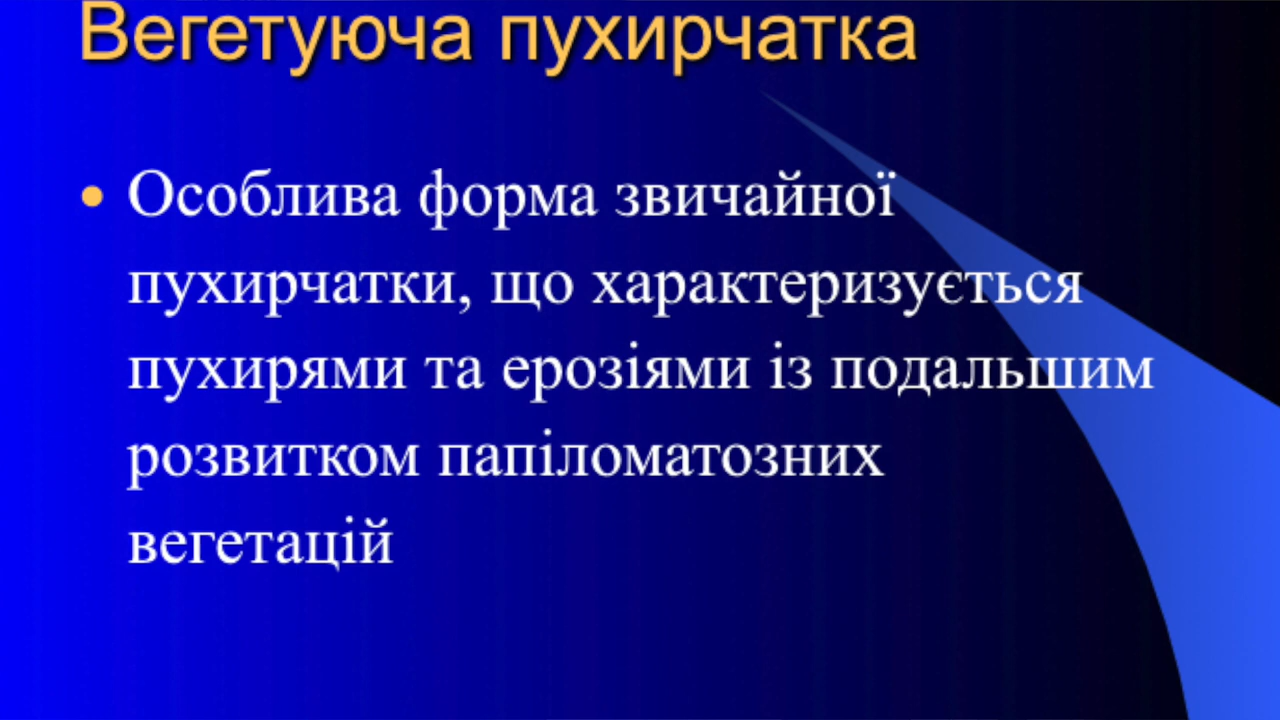 Вегетуюча пухирчатка
Особлива форма звичайної
пухирчатки, що характеризується
пухирями та ерозіями із подальшим
розвитком папіломатозних
вегетацій